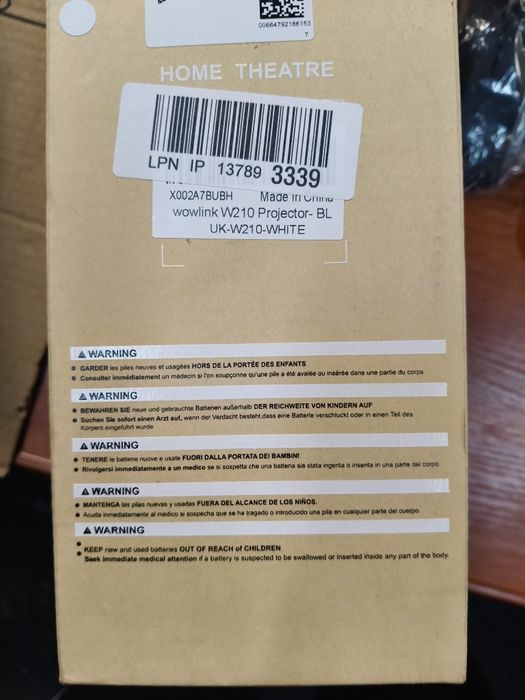 00664792186153
7
HOME THEATRE
LPN IP 13789 3339
X002A7BUBH Made in China
wowlink W210 Projector- BL
UK-W210-WHITE
WARNING
GARDER les piles neuves et usagées HORS DE LA PORTÉE DES ENFANTS
Consulter immédiatement un médecin si l'on soupçonne qu'une pile a été avalée ou insérée dans une partie du corps
WARNING
BEWAHREN SIE neue und gebrauchte Batterien außerhalb DER REICHWEITE VON KINDERN AUF
Suchen Sie sofort einen Arzt auf, wenn der Verdacht besteht,dass eine Batterie verschluckt oder in einen Teil des
Körpers eingeführt wurde
WARNING
TENERE le batterie nuove e usate FUORI DALLA PORTATA DEI BAMBINI
Rivolgersi immediatamente a un medico se si sospetta che una batteria sia stata ingerita o inserita in una parte del corpo
WARNING
MANTENGA las pilas nuevas y usadas FUERA DEL ALCANCE DE LOS NIÑOS.
Acuda inmediatamente al médico si sospecha que se ha tragado o introducido una pila en cualquier parte del cuerpo
WARNING
KEEP new and used batteries OUT OF REACH of CHILDREN
Seek immediate medical attention if a battery is suspected to be swallowed or inserted inside any part of the body.